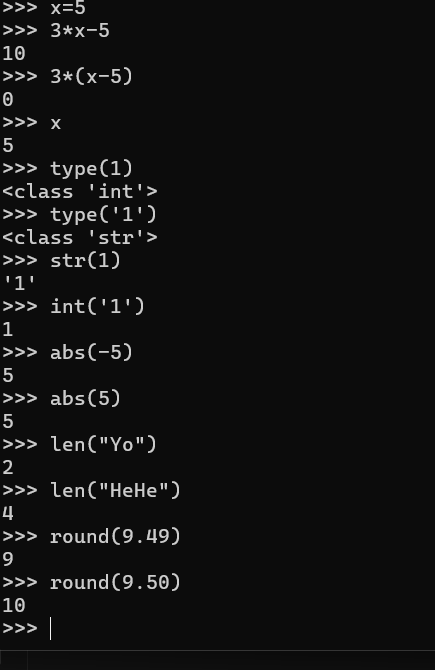 >>> x=5
>>> 3*x-5
10
>>> 3*(x-5)
0
>>> x
5
>>> type(1)
<class 'int'>
>>> type('1')
<class 'str'>
>>> str(1)
'1'
>>> int('1')
1
>>> abs(-5)
5
>>> abs(5)
5
>>> len("Yo")
2
>>> len("HeHe")
4
>>> round(9.49)
9
>>> round(9.50)
10
>>>